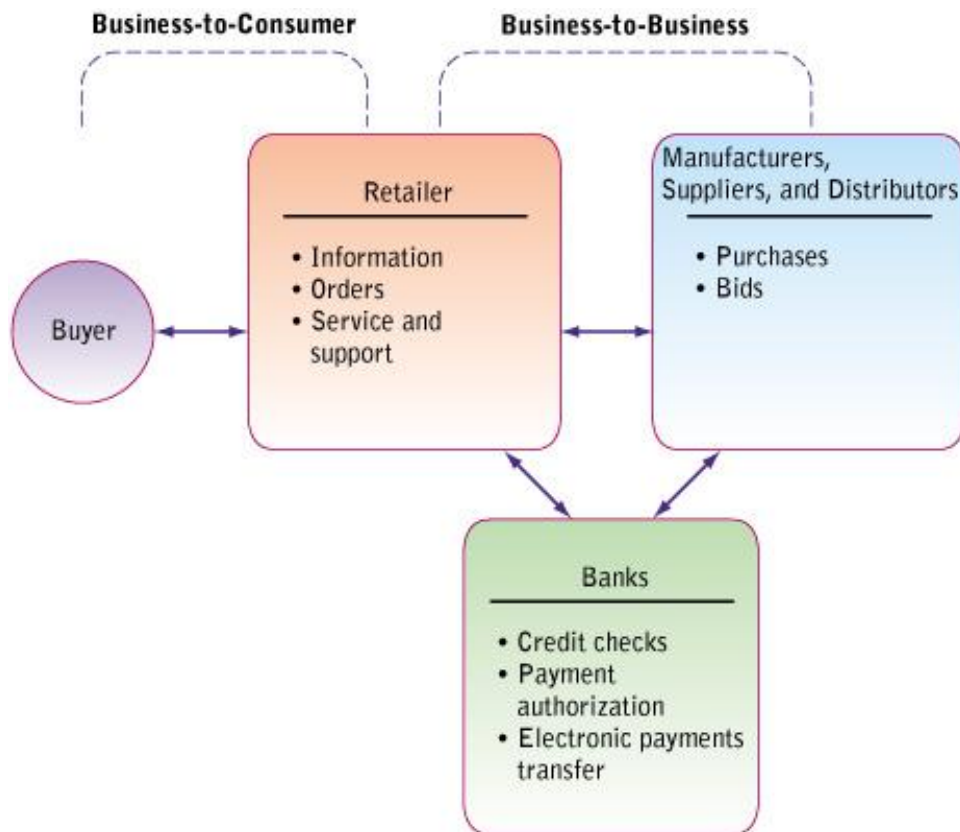 Business-to-Consumer
Business-to-Business
Buyer
Retailer
• Information
• Orders
• Service and
support
Manufacturers,
Suppliers, and Distributors
• Purchases
• Bids
Banks
• Credit checks
• Payment
authorization
• Electronic payments
transfer